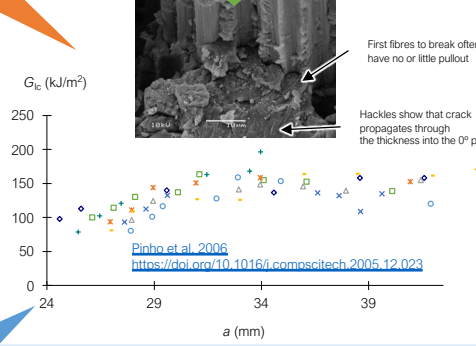 First fibres to break often
have no or little pullout
G_Ic (kJ/m²)
10kU
10mm
Hackles show that crack
propagates through
the thickness into the 0º p
250
200
150
100
50
0
Pinho et al. 2006
https://doi.org/10.1016/j.compscitech.2005.12.023
24 29 34 39
a (mm)